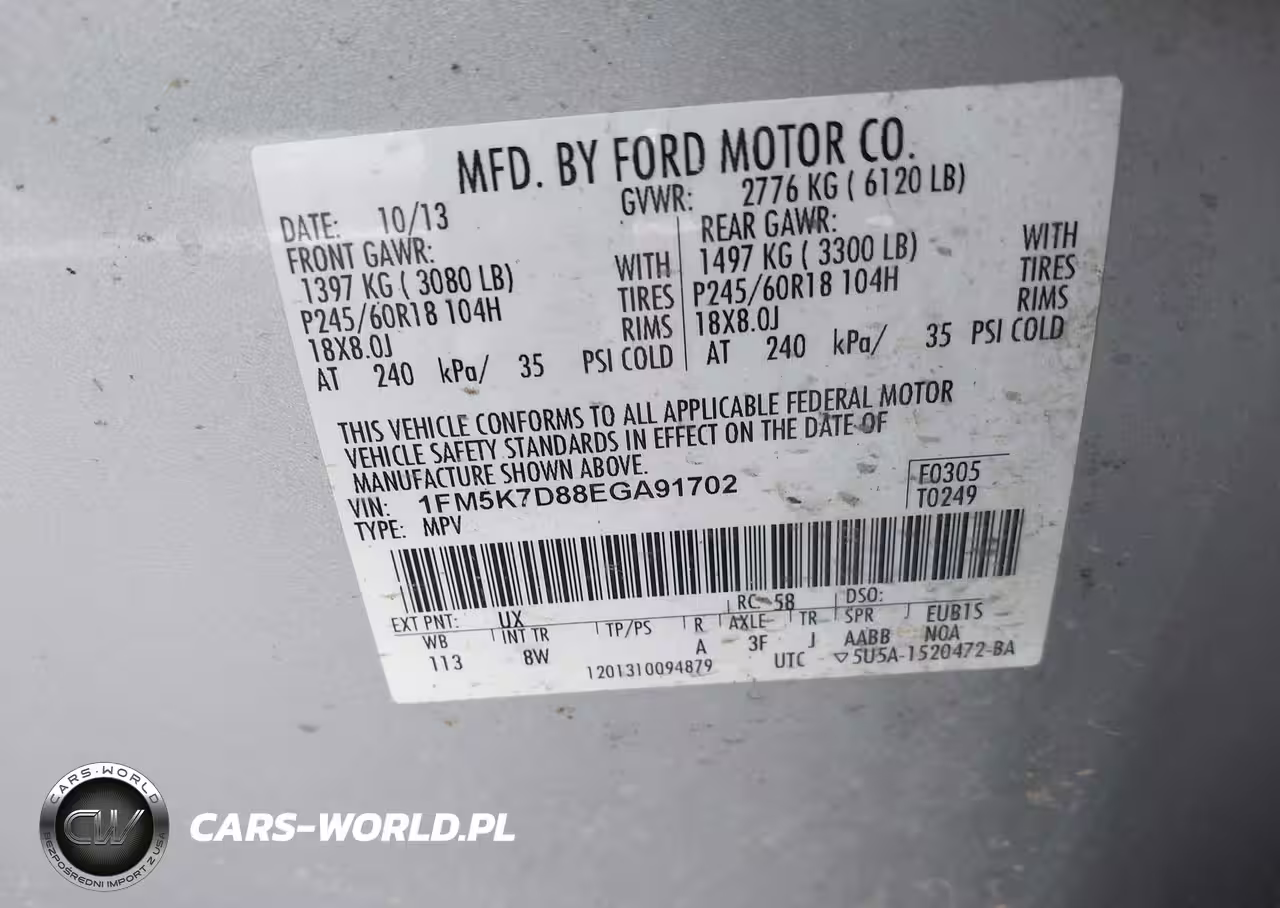 MFD. BY FORD MOTOR CO.
DATE: 10/13 GVWR: 2776 KG ( 6120 LB)
FRONT GAWR: REAR GAWR:
1397 KG ( 3080 LB) WITH 1497 KG ( 3300 LB) WITH
P245/60R18 104H TIRES P245/60R18 104H TIRES
18X8.0J RIMS 18X8.0J RIMS
AT 240 kPa/ 35 PSI COLD AT 240 kPa/ 35 PSI COLD
THIS VEHICLE CONFORMS TO ALL APPLICABLE FEDERAL MOTOR
VEHICLE SAFETY STANDARDS IN EFFECT ON THE DATE OF
MANUFACTURE SHOWN ABOVE.
VIN: 1FM5K7D88EGA91702 F0305
TYPE: MPV T0249
EXT PNT: UX RC: 58 DSO:
WB INT TR TP/PS R AXLE TR SPR EUB15
113 8W A 3F J AABB N0A
1201310094879 UTC ▽5U5A-1520472-BA
CARS-WORLD
CW
BEZPOŚREDNI IMPORT Z USA
CARS-WORLD.PL